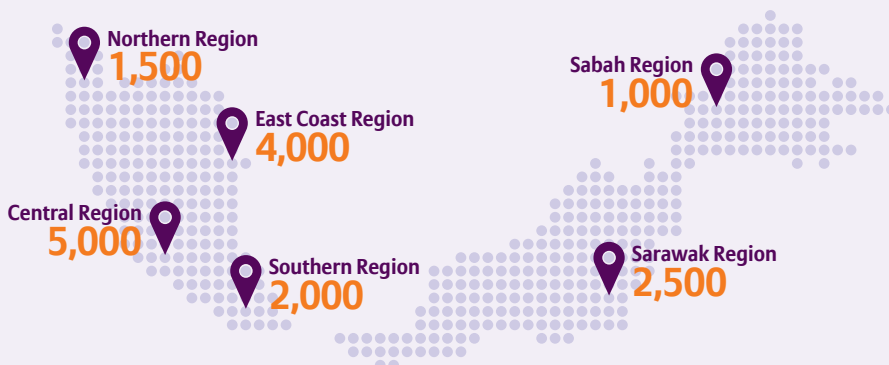 Northern Region
1,500
East Coast Region
4,000
Central Region
5,000
Southern Region
2,000
Sabah Region
1,000
Sarawak Region
2,500